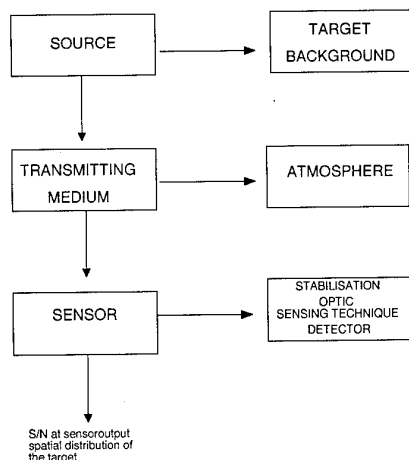 SOURCE
TARGET
BACKGROUND
TRANSMITTING
MEDIUM
ATMOSPHERE
SENSOR
STABILISATION
OPTIC
SENSING TECHNIQUE
DETECTOR
S/N at sensoroutput
spatial distribution of
the target